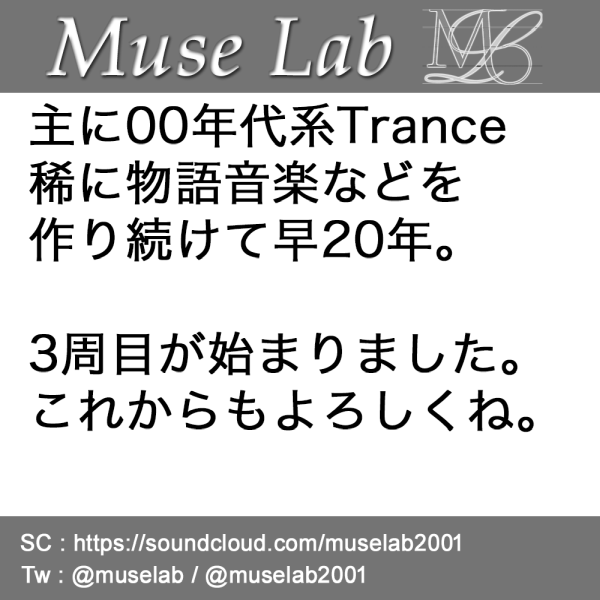 Muse Lab ML
主に00年代系Trance
稀に物語音楽などを
作り続けて早20年。
3周目が始まりました。
これからもよろしくね。
SC : https://soundcloud.com/muselab2001
Tw : @muselab / @muselab2001